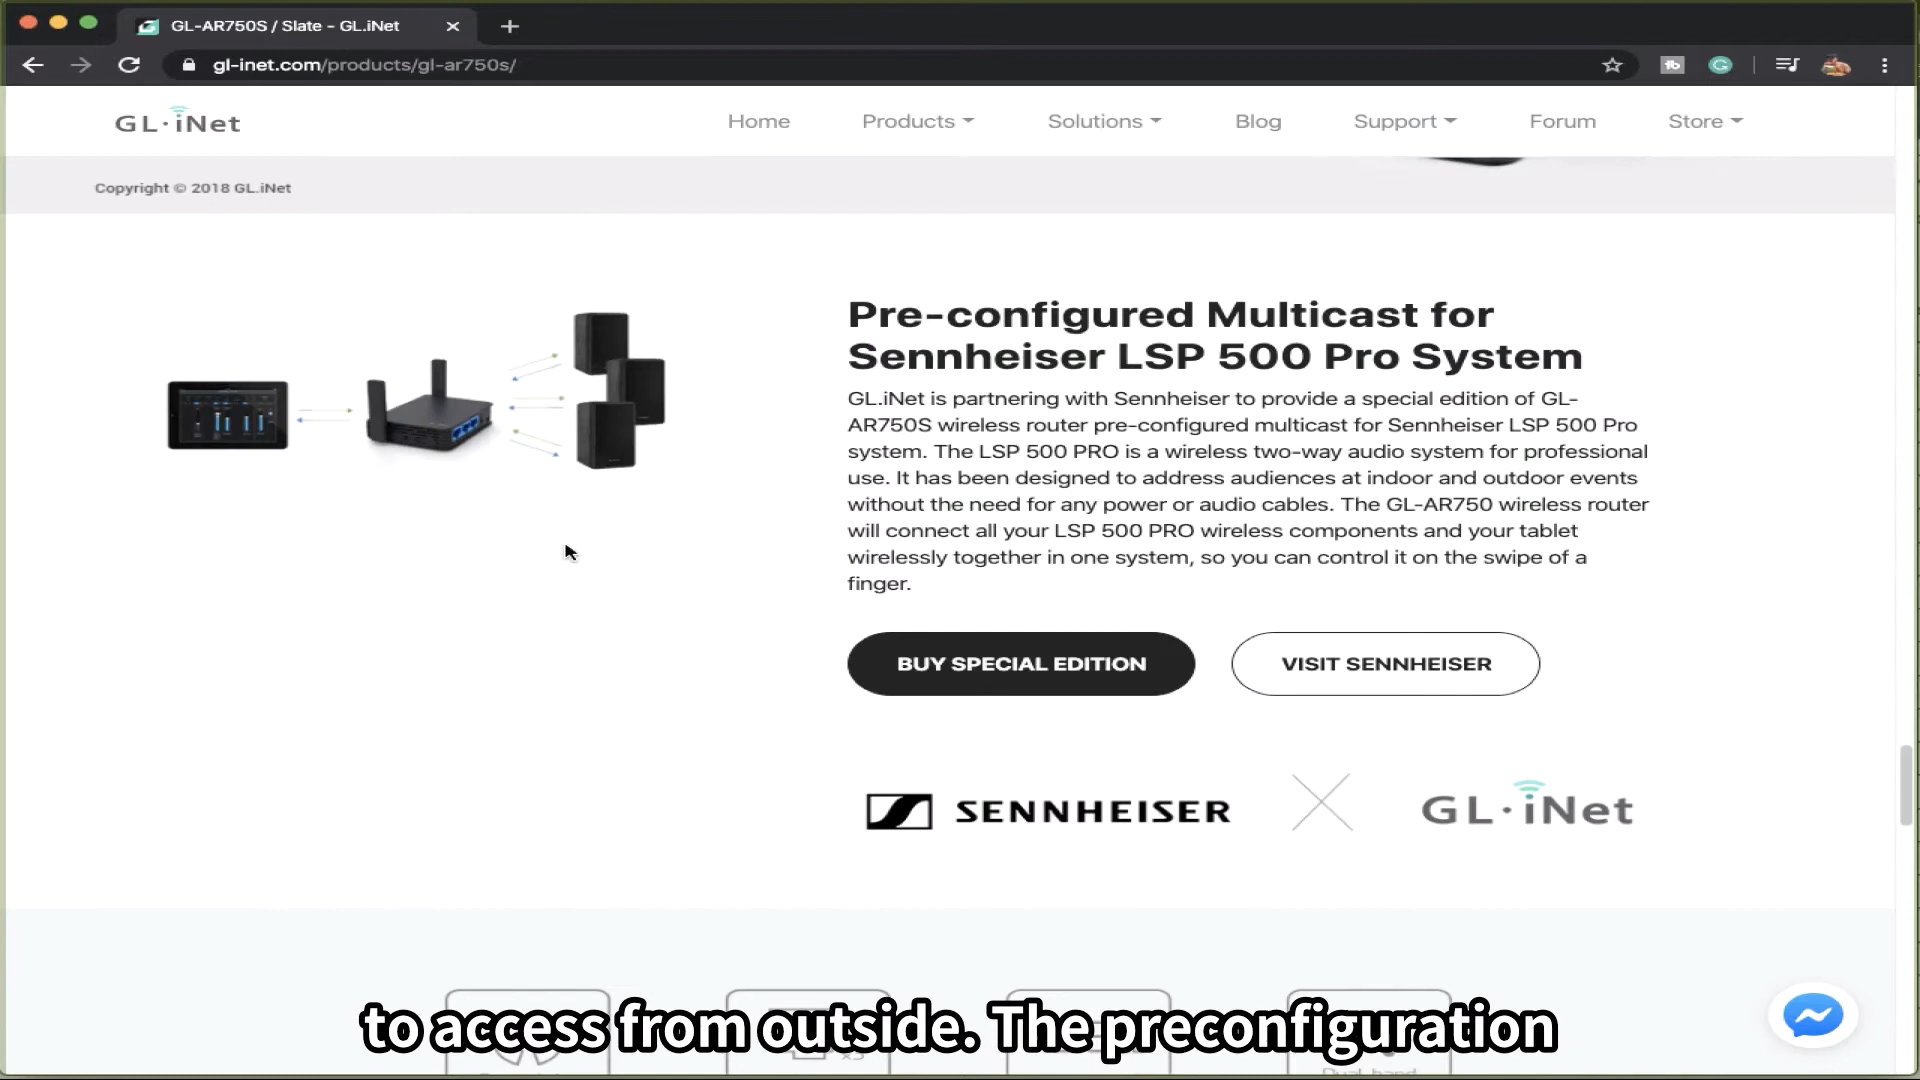 GL-AR750S / Slate - GL.iNet
gl-inet.com/products/gl-ar750s/
GL·iNet
Home
Products
Solutions
Blog
Support
Forum
Store
Copyright © 2018 GL.iNet
Pre-configured Multicast for
Sennheiser LSP 500 Pro System
GL.iNet is partnering with Sennheiser to provide a special edition of GL-
AR750S wireless router pre-configured multicast for Sennheiser LSP 500 Pro
system. The LSP 500 PRO is a wireless two-way audio system for professional
use. It has been designed to address audiences at indoor and outdoor events
without the need for any power or audio cables. The GL-AR750 wireless router
will connect all your LSP 500 PRO wireless components and your tablet
wirelessly together in one system, so you can control it on the swipe of a
finger.
BUY SPECIAL EDITION
VISIT SENNHEISER
SENNHEISER
GL·iNet
to access from outside. The preconfiguration